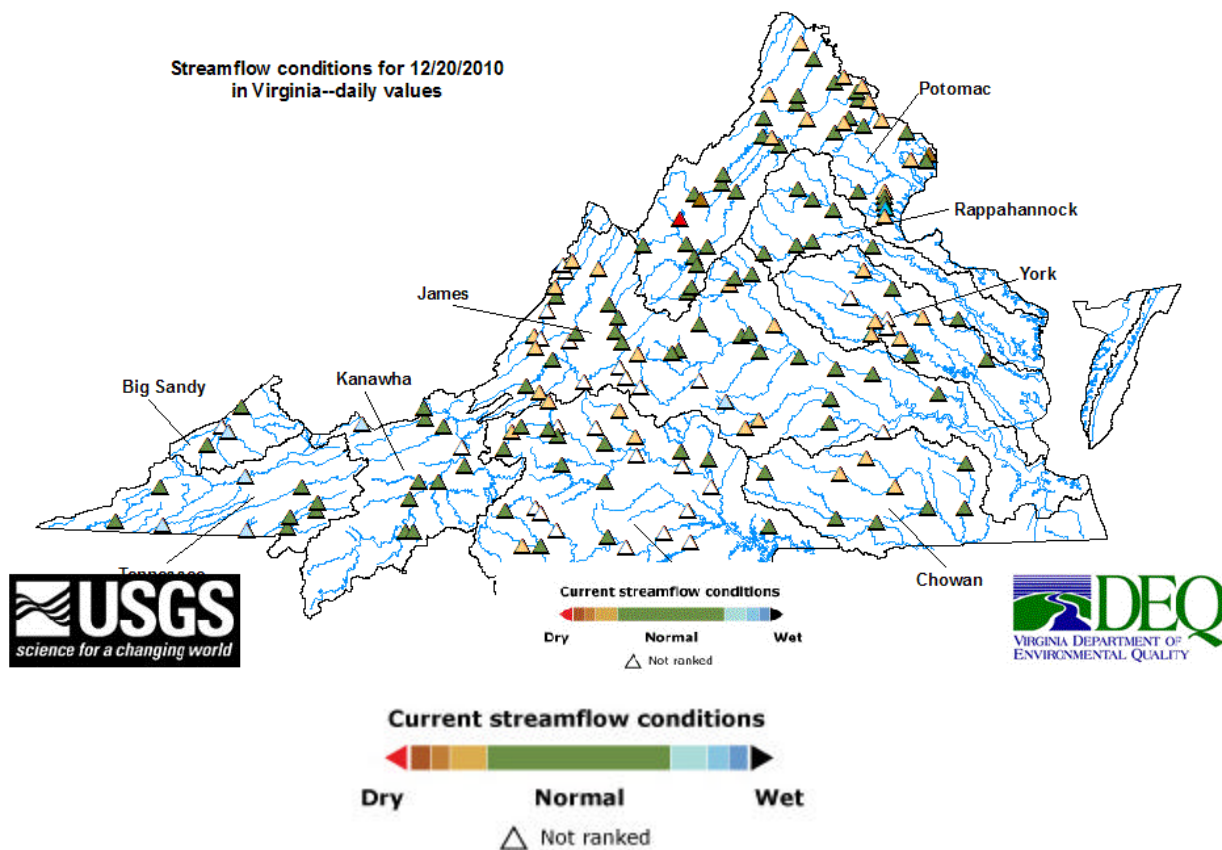 Streamflow conditions for 12/20/2010
in Virginia--daily values
Potomac
Rappahannock
York
James
Kanawha
Big Sandy
Chowan
USGS
science for a changing world
Current streamflow conditions
Dry Normal Wet
Not ranked
DEQ
VIRGINIA DEPARTMENT OF
ENVIRONMENTAL QUALITY
Current streamflow conditions
Dry Normal Wet
Not ranked